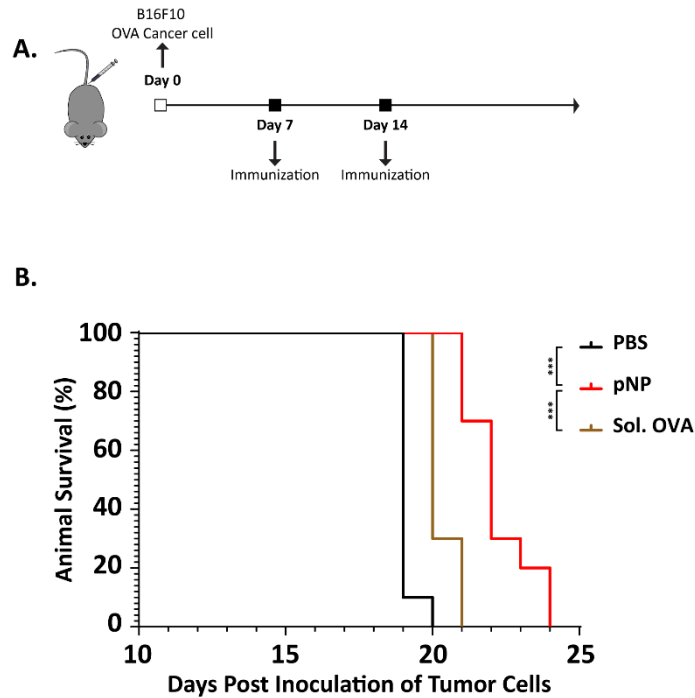 A.
B16F10
OVA Cancer cell
Day 0
Day 7
Day 14
Immunization
Immunization
B.
100
80
60
40
20
0
Animal Survival (%)
10
15
20
25
Days Post Inoculation of Tumor Cells
PBS
***
pNP
***
Sol. OVA